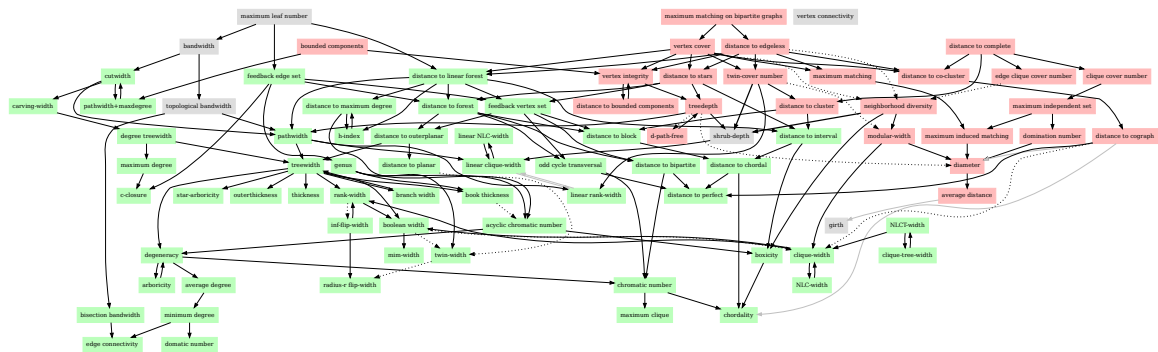 maximum leaf number
maximum matching on bipartite graphs
vertex connectivity
bandwidth
bounded components
vertex cover
distance to edgeless
distance to complete
cutwidth
feedback edge set
distance to linear forest
vertex integrity
distance to stars
twin-cover number
maximum matching
distance to co-cluster
edge clique cover number
clique cover number
carving-width
pathwidth+maxdegree
topological bandwidth
distance to maximum degree
distance to forest
feedback vertex set
distance to bounded components
treedepth
distance to cluster
neighborhood diversity
maximum independent set
degree treewidth
pathwidth
h-index
distance to outerplanar
linear NLC-width
distance to block
d-path-free
shrub-depth
distance to interval
modular-width
maximum induced matching
domination number
distance to cograph
maximum degree
treewidth
genus
distance to planar
linear clique-width
odd cycle transversal
distance to bipartite
distance to chordal
diameter
c-closure
star-arboricity
outerthickness
thickness
rank-width
branch width
book thickness
linear rank-width
distance to perfect
average distance
inf-flip-width
boolean width
acyclic chromatic number
girth
NLCT-width
degeneracy
mim-width
twin-width
boxicity
clique-width
clique-tree-width
arboricity
average degree
radius-r flip-width
chromatic number
NLC-width
bisection bandwidth
minimum degree
maximum clique
chordality
edge connectivity
domatic number